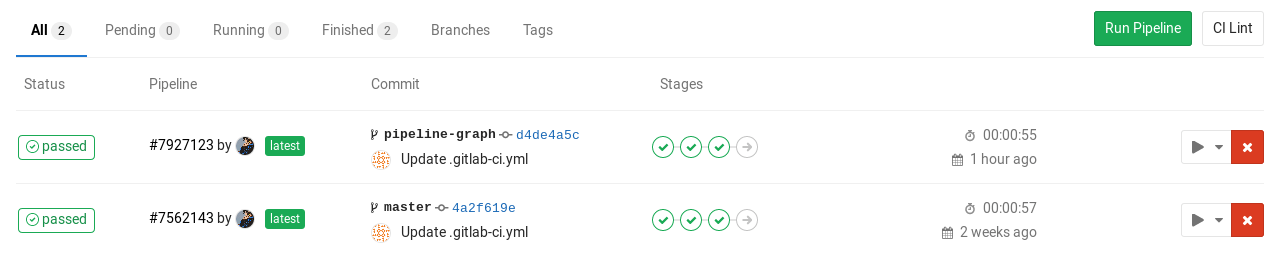 All 2 Pending 0 Running 0 Finished 2 Branches Tags Run Pipeline CI Lint
Status Pipeline Commit Stages
passed #7927123 by latest pipeline-graph d4de4a5c 00:00:55
Update .gitlab-ci.yml 1 hour ago
passed #7562143 by latest master 4a2f619e 00:00:57
Update .gitlab-ci.yml 2 weeks ago